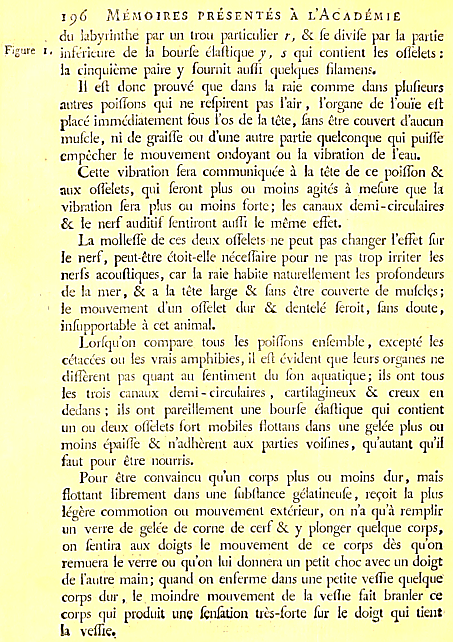 196 MÉMOIRES PRÉSENTÉS À L'ACADÉMIE
du labyrinthe par un trou particulier r, & ſe diviſe par la partie
Figure 1. inférieure de la bourſe élaſtique y, s qui contient les oſſelets :
la cinquième paire y fournit auſſi quelques filamens.
Il eſt donc prouvé que dans la raie comme dans pluſieurs
autres poiſſons qui ne reſpirent pas l'air, l'organe de l'ouïe eſt
placé immédiatement ſous l'os de la tête, ſans être couvert d'aucun
muſcle, ni de graiſſe ou d'une autre partie quelconque qui puiſſe
empêcher le mouvement ondoyant ou la vibration de l'eau.
Cette vibration ſera communiquée à la tête de ce poiſſon &
aux oſſelets, qui ſeront plus ou moins agités à meſure que la
vibration ſera plus ou moins forte; les canaux demi-circulaires
& le nerf auditif ſentiront auſſi le même effet.
La molleſſe de ces deux oſſelets ne peut pas changer l'effet ſur
le nerf, peut-être étoit-elle néceſſaire pour ne pas trop irriter les
nerfs acouſtiques, car la raie habite naturellement les profondeurs
de la mer, & a la tête large & ſans être couverte de muſcles;
le mouvement d'un oſſelet dur & dentelé ſeroit, ſans doute,
inſupportable à cet animal.
Lorſqu'on compare tous les poiſſons enſemble, excepté les
cétacées ou les vrais amphibies, il eſt évident que leurs organes ne
diffèrent pas quant au ſentiment du ſon aquatique; ils ont tous
les trois canaux demi-circulaires, cartilagineux & creux en
dedans; ils ont pareillement une bourſe élaſtique qui contient
un ou deux oſſelets fort mobiles flottans dans une gelée plus ou
moins épaiſſe & n'adhèrent aux parties voiſines, qu'autant qu'il
faut pour être nourris.
Pour être convaincu qu'un corps plus ou moins dur, mais
flottant librement dans une ſubſtance gélatineuſe, reçoit la plus
légère commotion ou mouvement extérieur, on n'a qu'à remplir
un verre de gelée de corne de cerf & y plonger quelque corps,
on ſentira aux doigts le mouvement de ce corps dès qu'on
remuera le verre ou qu'on lui donnera un petit choc avec un doigt
de l'autre main; quand on enferme dans une petite veſſie quelque
corps dur, le moindre mouvement de la veſſie fait branler ce
corps qui produit une ſenſation très-forte ſur le doigt qui tient
la veſſie.